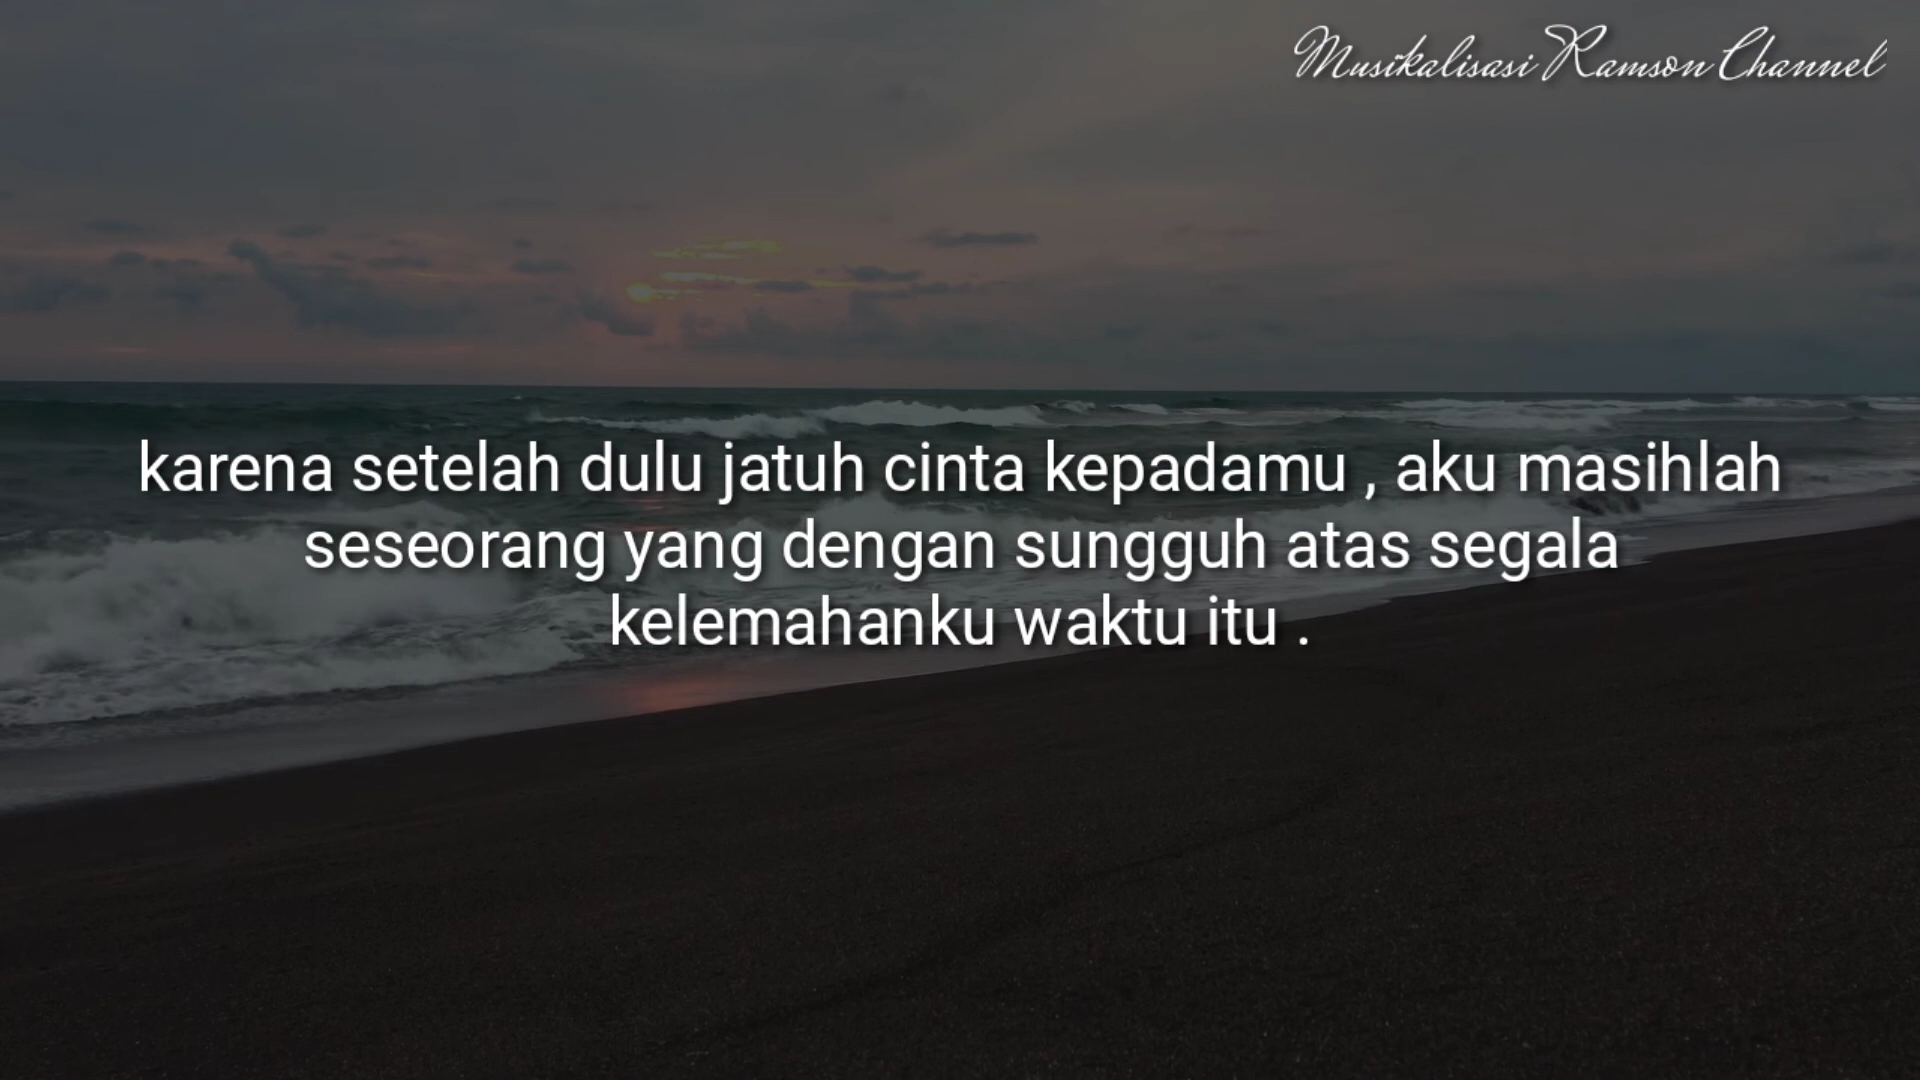 Musikalisasi Ramson Channel
karena setelah dulu jatuh cinta kepadamu , aku masihlah
seseorang yang dengan sungguh atas segala
kelemahanku waktu itu .